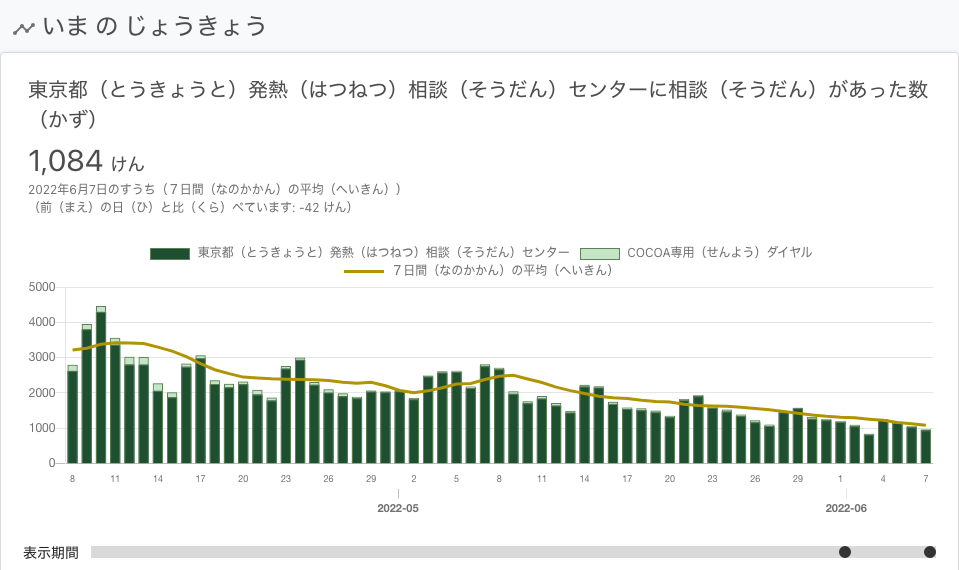 いま の じょうきょう
東京都（とうきょうと）発熱（はつねつ）相談（そうだん）センターに相談（そうだん）があった数
（かず）
1,084 けん
2022年6月7日のすうち（７日間（なのかかん）の平均（へいきん））
（前（まえ）の日（ひ）と比（くら）べています: -42 けん）
東京都（とうきょうと）発熱（はつねつ）相談（そうだん）センター COCOA専用（せんよう）ダイヤル
７日間（なのかかん）の平均（へいきん）
5000
4000
3000
2000
1000
0
8 11 14 17 20 23 26 29 2 5 8 11 14 17 20 23 26 29 1 4 7
2022-05 2022-06
表示期間